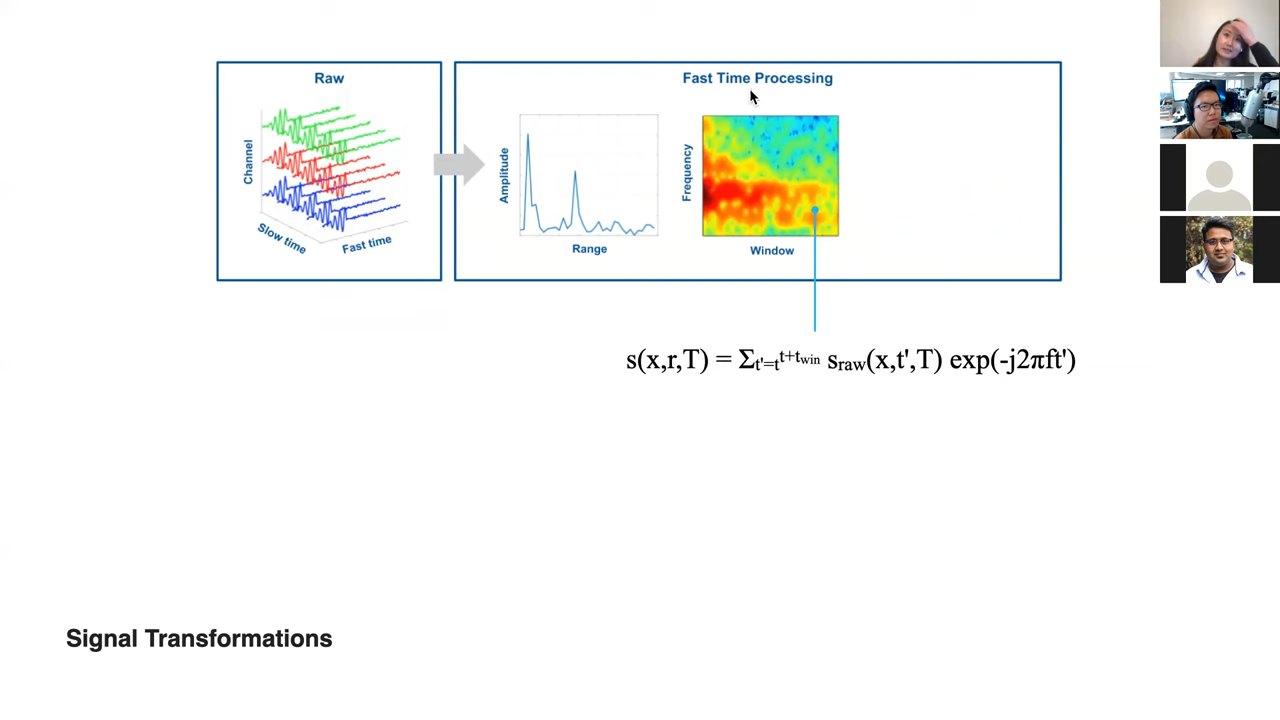 Raw
Channel
Slow time
Fast time
Fast Time Processing
Amplitude
Range
Frequency
Window
s(x,r,T) = Σt'=t^t+twin sraw(x,t',T) exp(-j2πft')
Signal Transformations